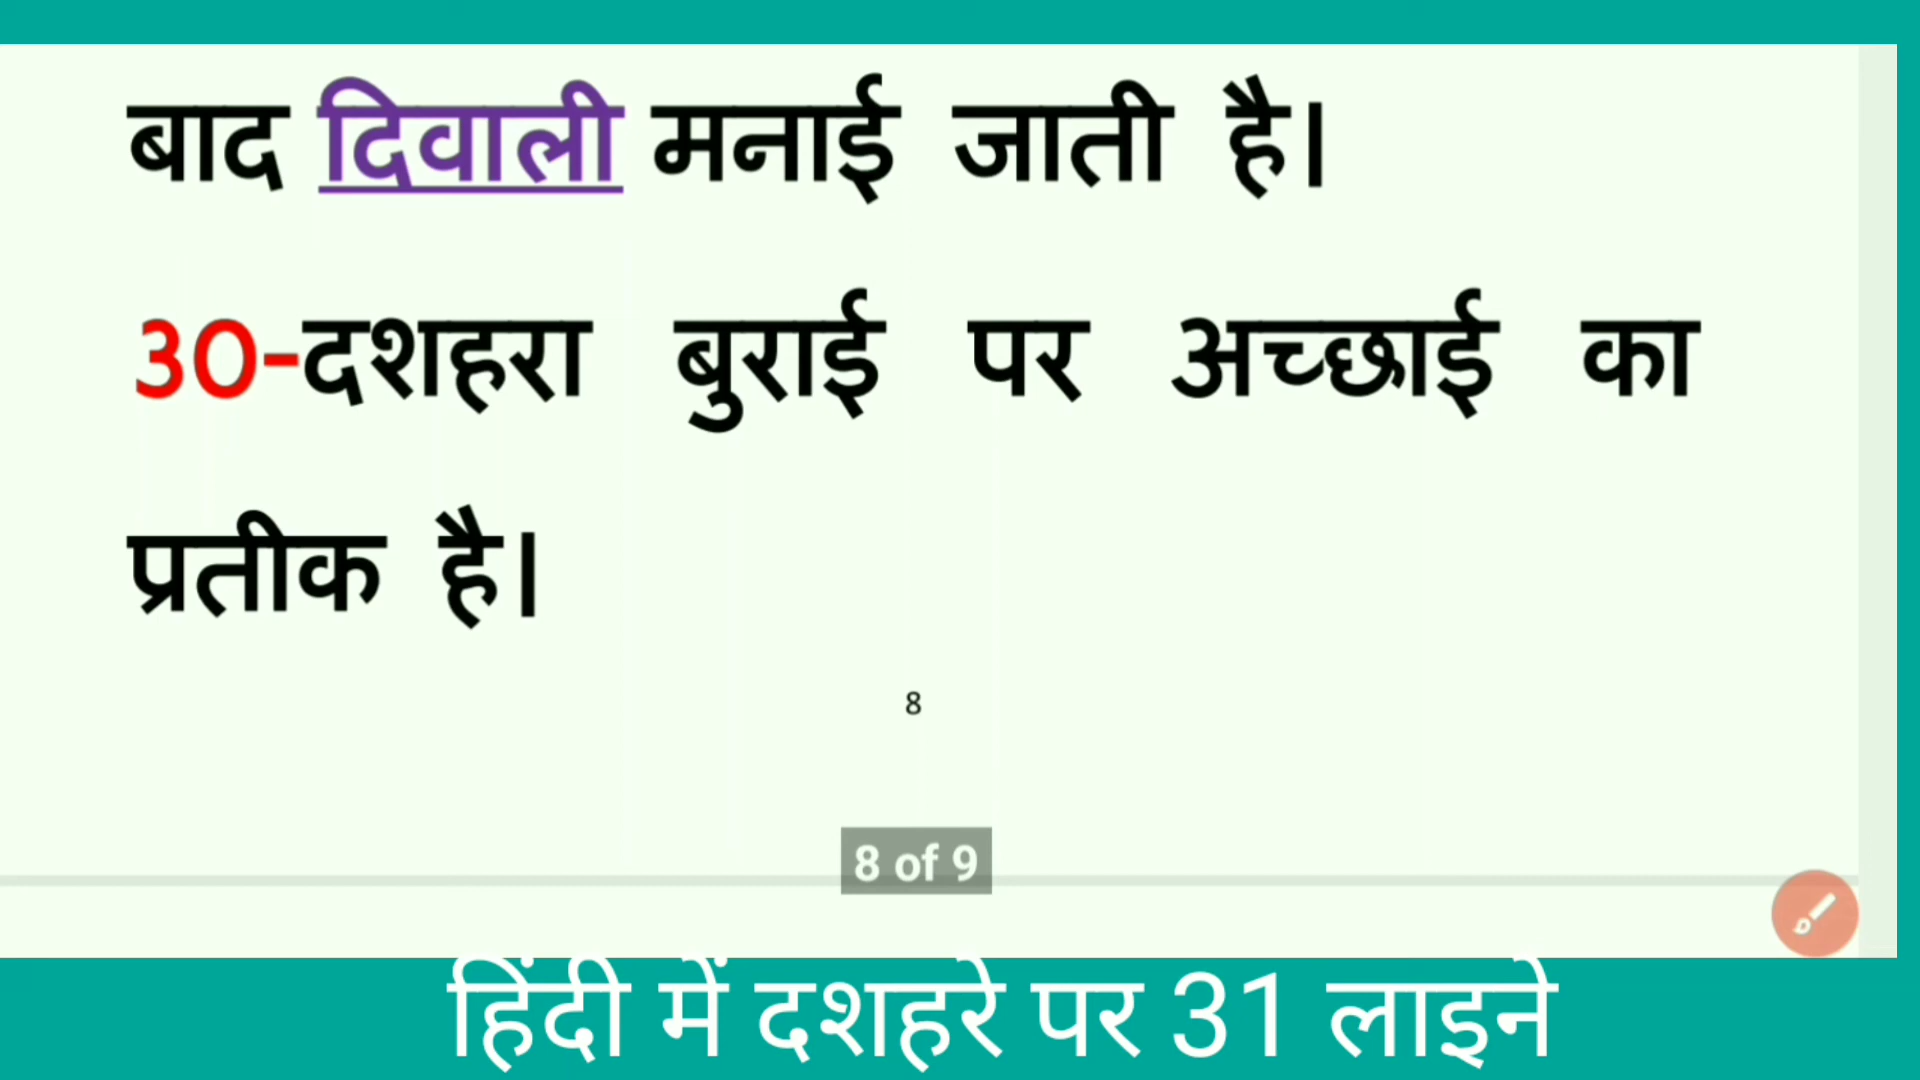 बाद दिवाली मनाई जाती है।
30-दशहरा बुराई पर अच्छाई का
प्रतीक है।
8
8 of 9
हिंदी में दशहरे पर 31 लाइने